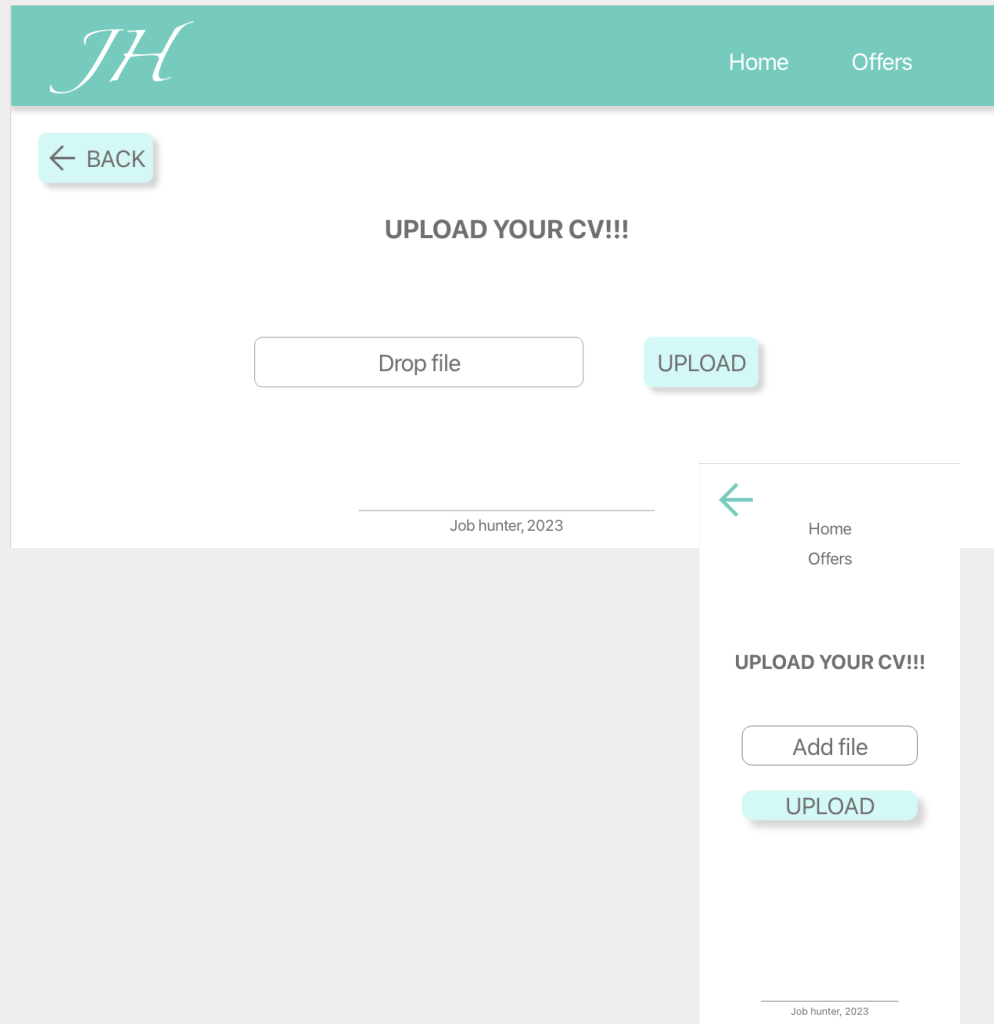 JH
Home Offers
BACK
UPLOAD YOUR CV!!!
Drop file UPLOAD
Job hunter, 2023
Home
Offers
UPLOAD YOUR CV!!!
Add file
UPLOAD
Job hunter, 2023